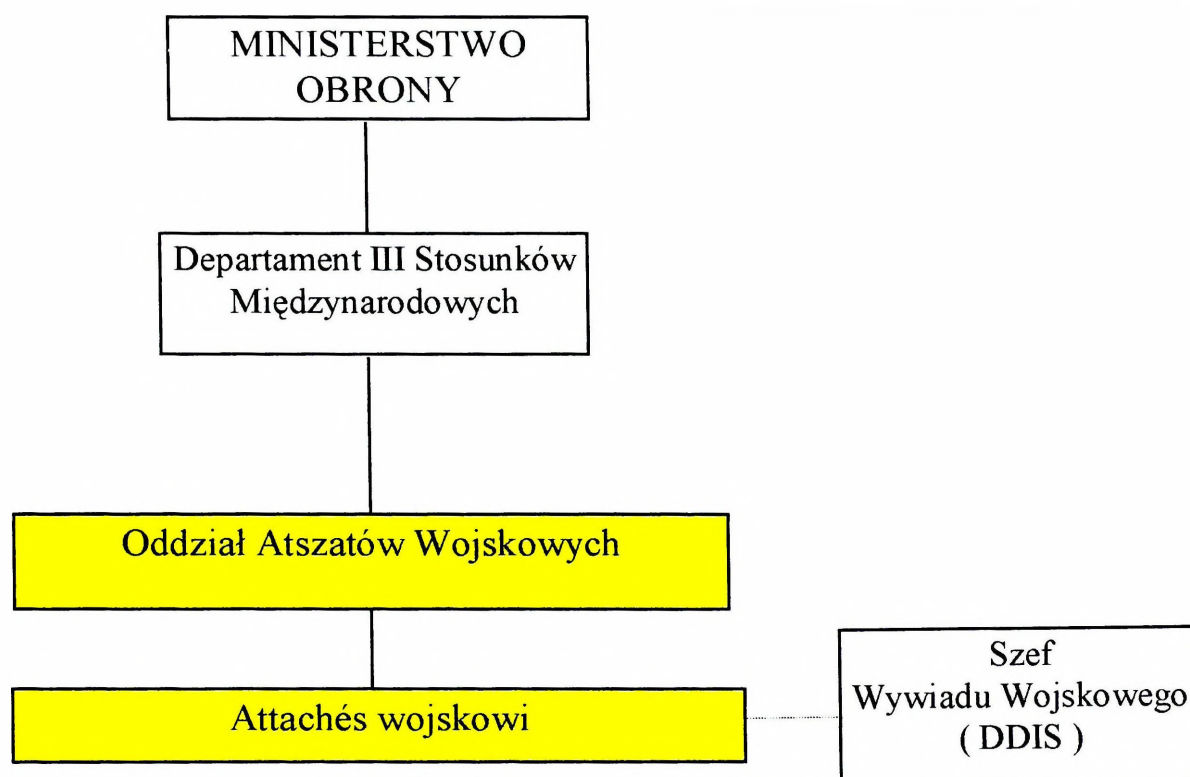 MINISTERSTWO
OBRONY
Departament III Stosunków
Międzynarodowych
Oddział Atszatów Wojskowych
Attachés wojskowi
Szef
Wywiadu Wojskowego
( DDIS )